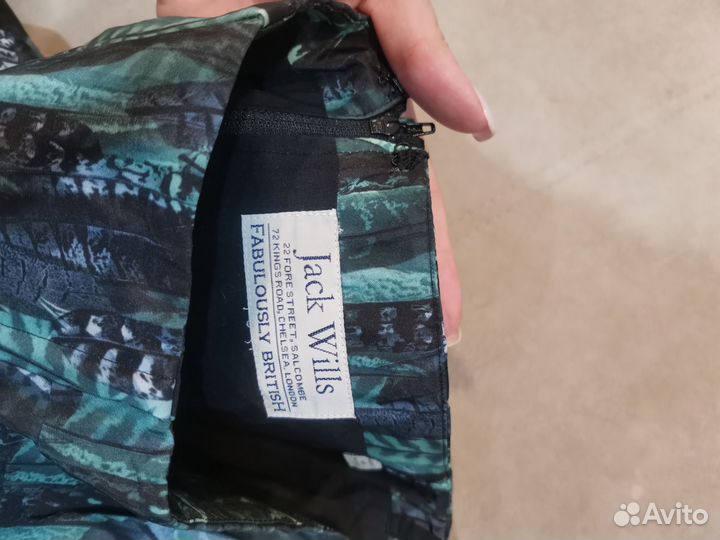 Jack Wills
22 FORE STREET, SALCOMBE
72 KINGS ROAD, CHELSEA, LONDON
FABULOUSLY BRITISH
Avito